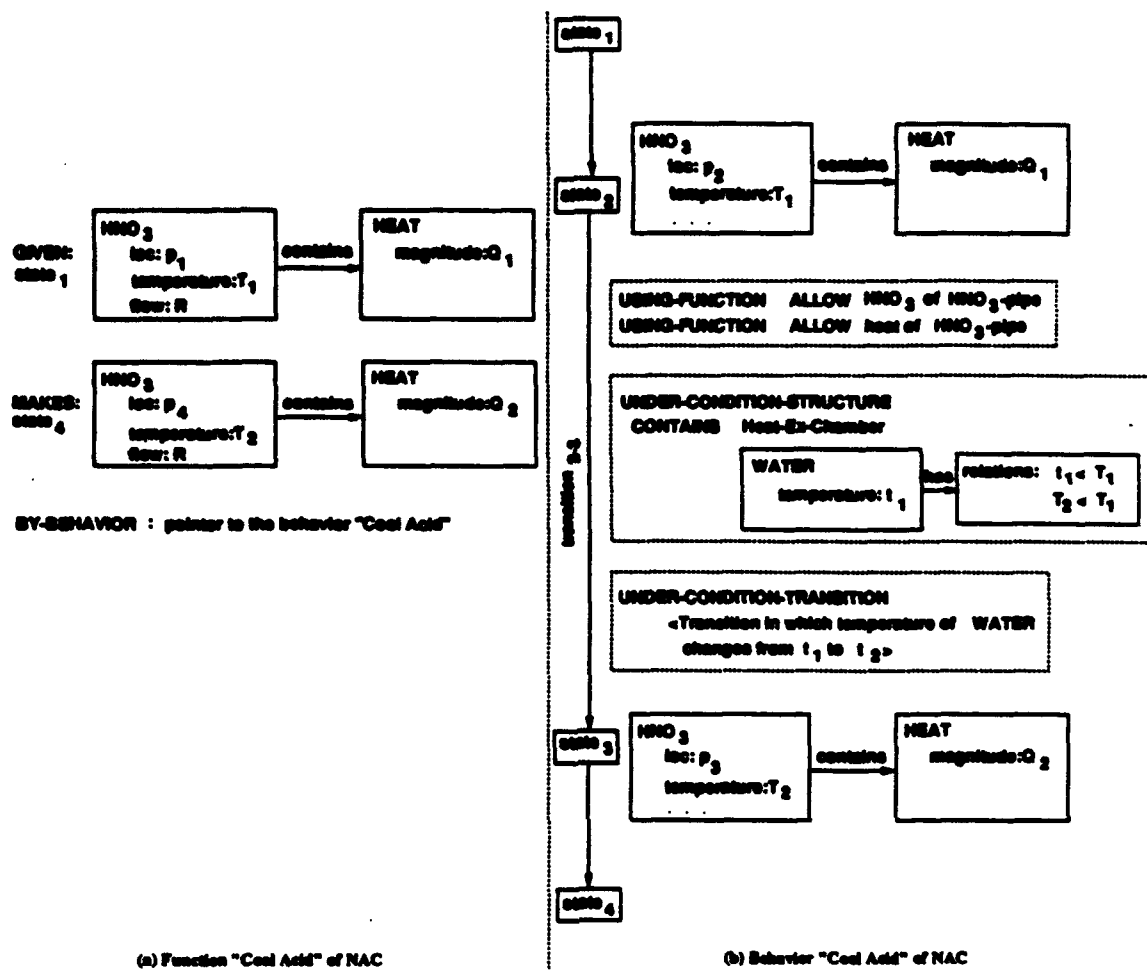 GIVEN:
state 1
HNO 3
loc: p 1
temperature:T 1
flow: R
contains
HEAT
magnitude:Q 1
MAKES:
state 4
HNO 3
loc: p 4
temperature:T 2
flow: R
contains
HEAT
magnitude:Q 2
BY-BEHAVIOR : pointer to the behavior "Cool Acid"
(a) Function "Cool Acid" of NAC
state 1
state 2
HNO 3
loc: p 2
temperature:T 1
. . .
contains
HEAT
magnitude:Q 1
USING-FUNCTION ALLOW HNO 3 of HNO 3-pipe
USING-FUNCTION ALLOW heat of HNO 3-pipe
transition 2-3
UNDER-CONDITION-STRUCTURE
CONTAINS Heat-Ex-Chamber
WATER
temperature: t 1
has
relations: t 1 < T 1
T 2 < T 1
UNDER-CONDITION-TRANSITION
<Transition in which temperature of WATER
changes from t 1 to t 2>
state 3
HNO 3
loc: p 3
temperature:T 2
. . .
contains
HEAT
magnitude:Q 2
state 4
(b) Behavior "Cool Acid" of NAC